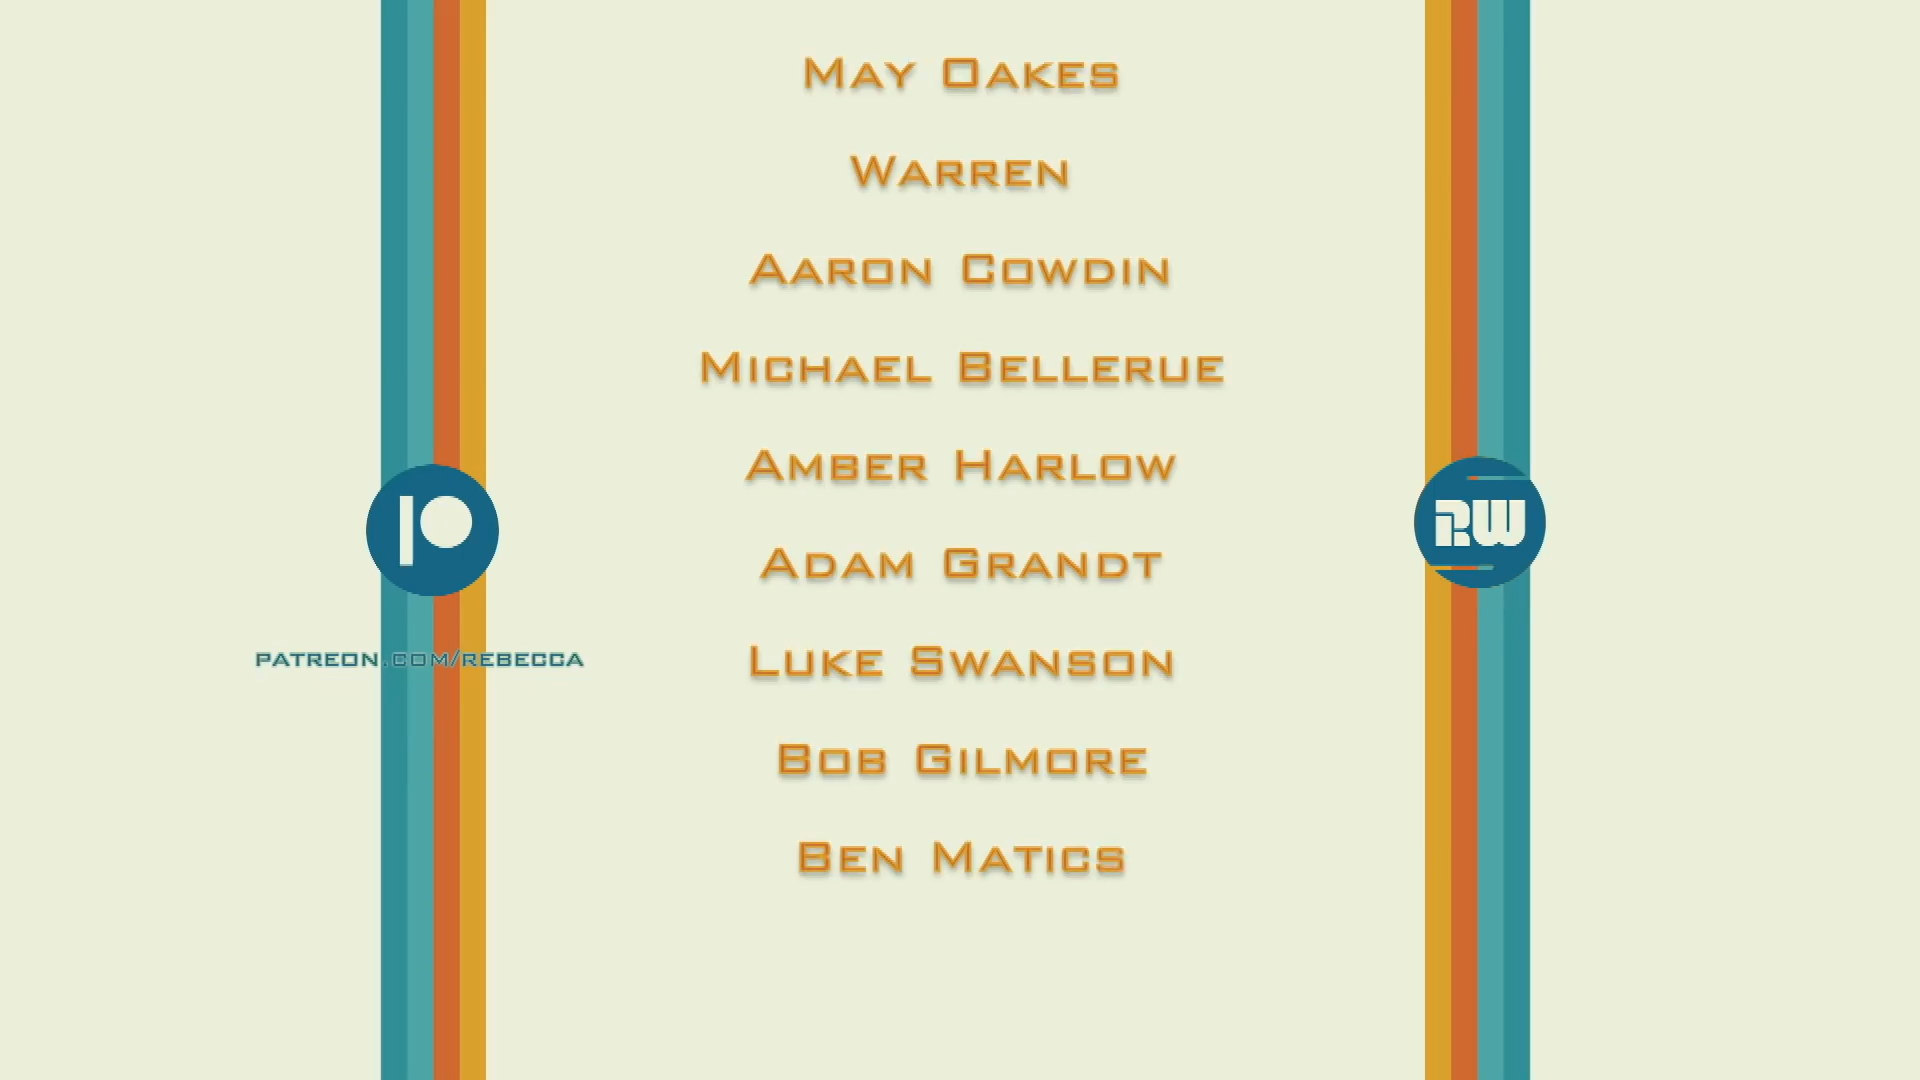 May Oakes
Warren
Aaron Cowdin
Michael Bellerue
Amber Harlow
Adam Grandt
Luke Swanson
Bob Gilmore
Ben Matics
PATREON.COM/REBECCA
RW